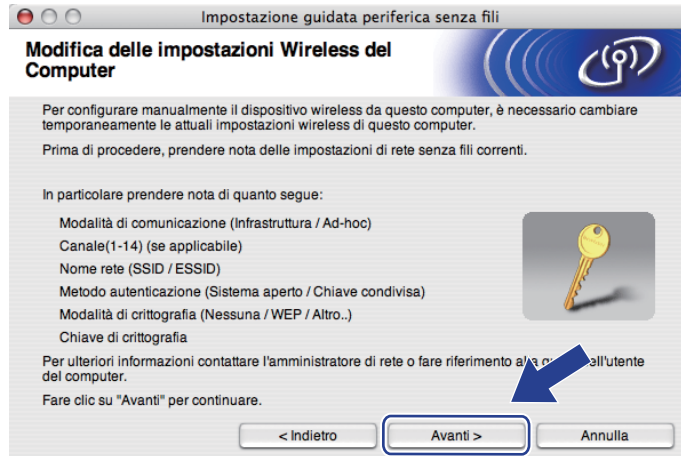 Impostazione guidata periferica senza fili
Modifica delle impostazioni Wireless del
Computer
Per configurare manualmente il dispositivo wireless da questo computer, è necessario cambiare
temporaneamente le attuali impostazioni wireless di questo computer.
Prima di procedere, prendere nota delle impostazioni di rete senza fili correnti.
In particolare prendere nota di quanto segue:
Modalità di comunicazione (Infrastruttura / Ad-hoc)
Canale(1-14) (se applicabile)
Nome rete (SSID / ESSID)
Metodo autenticazione (Sistema aperto / Chiave condivisa)
Modalità di crittografia (Nessuna / WEP / Altro..)
Chiave di crittografia
Per ulteriori informazioni contattare l'amministratore di rete o fare riferimento ell'utente
del computer.
Fare clic su "Avanti" per continuare.
< Indietro
Avanti >
Annulla